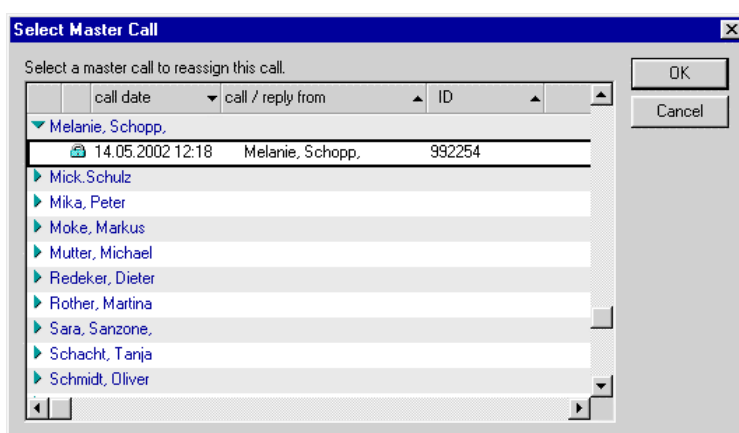 Select Master Call
Select a master call to reassign this call.
OK
Cancel
call date call / reply from ID
Melanie, Schopp,
14.05.2002 12:18 Melanie, Schopp, 992254
Mick.Schulz
Mika, Peter
Moke, Markus
Mutter, Michael
Redeker, Dieter
Rother, Martina
Sara, Sanzone,
Schacht, Tanja
Schmidt, Oliver